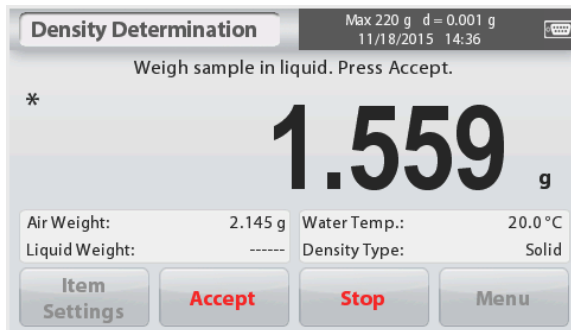 Density Determination
Max 220 g d = 0.001 g
11/18/2015 14:36
Weigh sample in liquid. Press Accept.
*
1.559 g
Air Weight: 2.145 g Water Temp.: 20.0 °C
Liquid Weight: ------ Density Type: Solid
Item Settings Accept Stop Menu